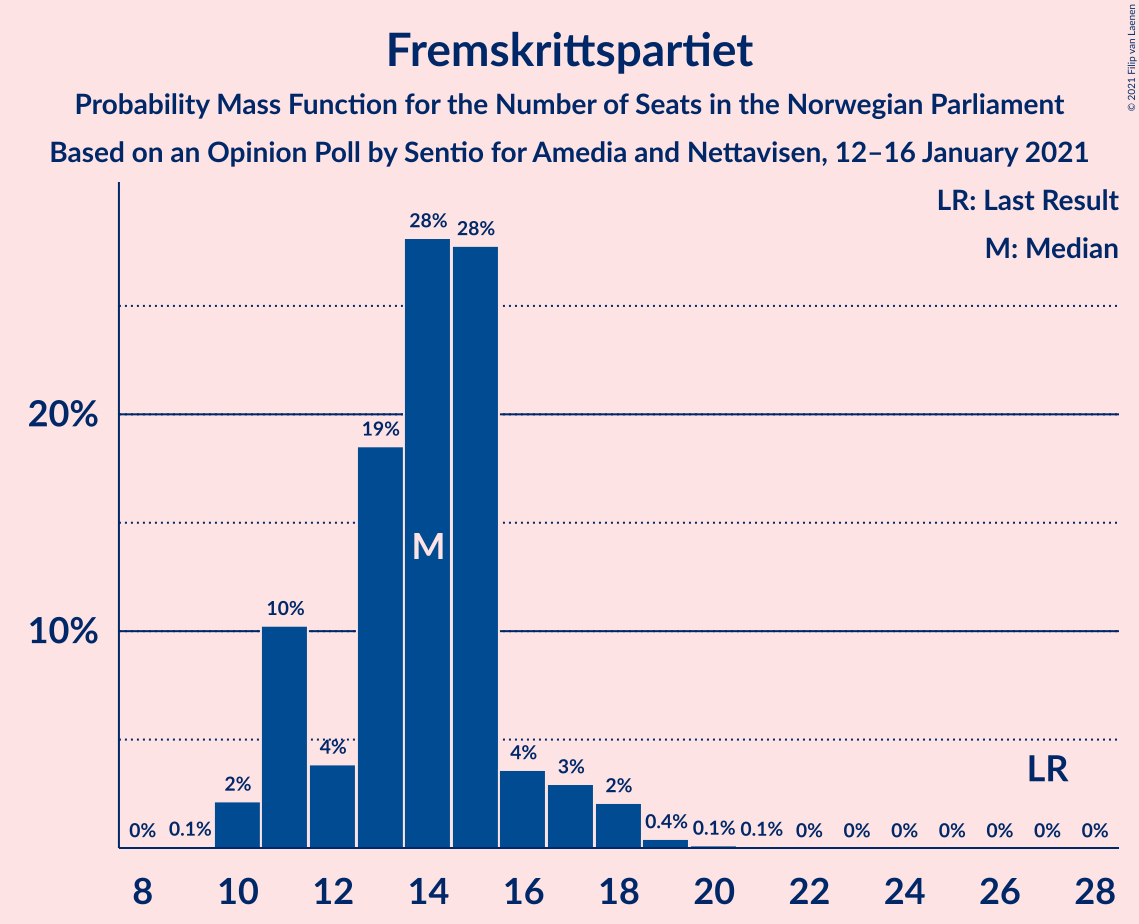 Fremskrittspartiet
Probability Mass Function for the Number of Seats in the Norwegian Parliament
Based on an Opinion Poll by Sentio for Amedia and Nettavisen, 12–16 January 2021
© 2021 Filip van Laenen
LR: Last Result
M: Median
20%
10%
0% 0.1% 2% 10% 4% 19% 28% 28% 4% 3% 2% 0.4% 0.1% 0.1% 0% 0% 0% 0% 0% 0% 0%
M
LR
8 10 12 14 16 18 20 22 24 26 28